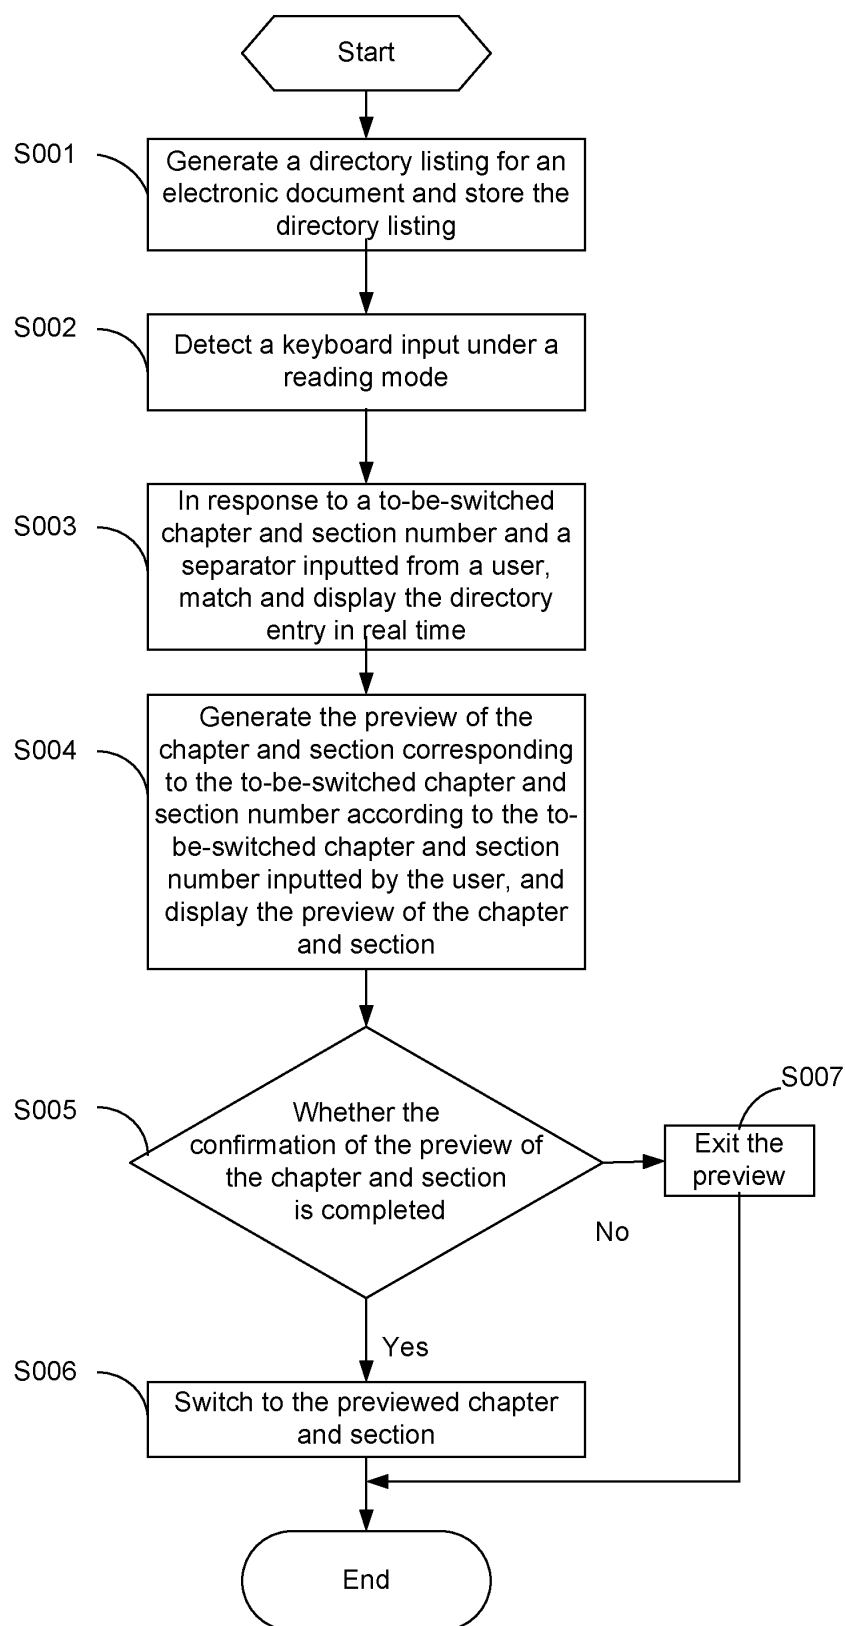 Start
S001
Generate a directory listing for an
electronic document and store the
directory listing
S002
Detect a keyboard input under a
reading mode
S003
In response to a to-be-switched
chapter and section number and a
separator inputted from a user,
match and display the directory
entry in real time
S004
Generate the preview of the
chapter and section corresponding
to the to-be-switched chapter and
section number according to the to-
be-switched chapter and section
number inputted by the user, and
display the preview of the chapter
and section
S005
Whether the
confirmation of the preview of
the chapter and section
is completed
S007
Exit the
preview
No
Yes
S006
Switch to the previewed chapter
and section
End